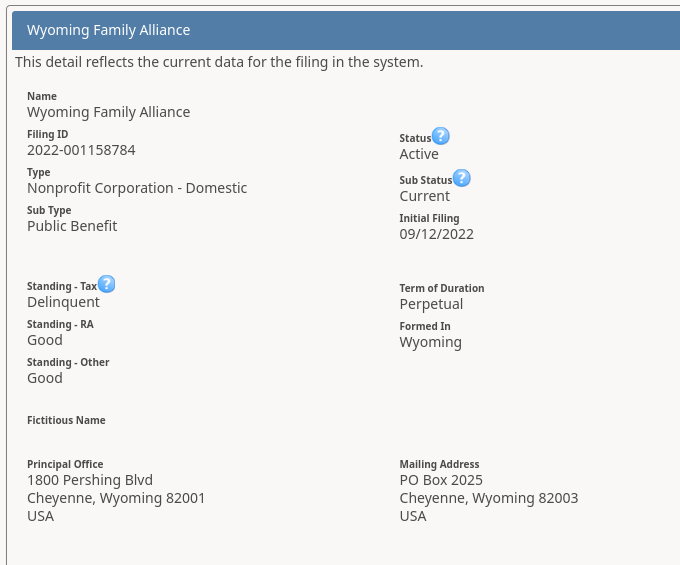 Wyoming Family Alliance
This detail reflects the current data for the filing in the system.
Name
Wyoming Family Alliance
Filing ID
2022-001158784
Type
Nonprofit Corporation - Domestic
Sub Type
Public Benefit
Status ?
Active
Sub Status ?
Current
Initial Filing
09/12/2022
Standing - Tax ?
Delinquent
Standing - RA
Good
Standing - Other
Good
Term of Duration
Perpetual
Formed In
Wyoming
Fictitious Name
Principal Office
1800 Pershing Blvd
Cheyenne, Wyoming 82001
USA
Mailing Address
PO Box 2025
Cheyenne, Wyoming 82003
USA